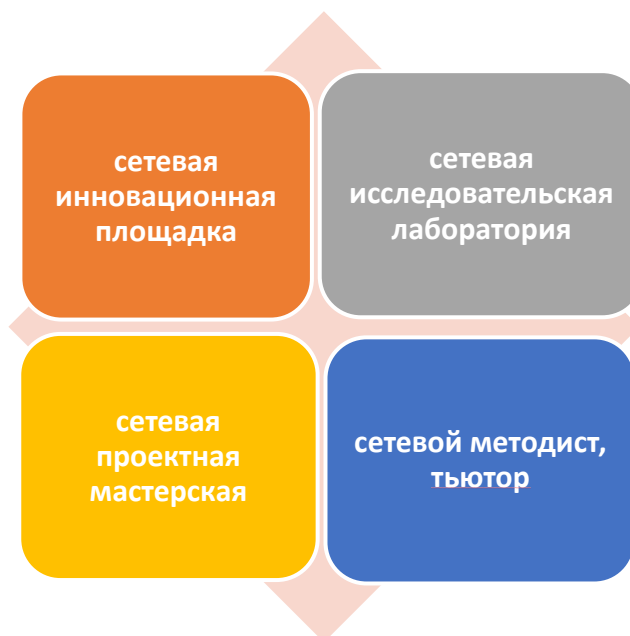 сетевая
инновационная
площадка
сетевая
исследовательская
лаборатория
сетевая
проектная
мастерская
сетевой методист,
тьютор